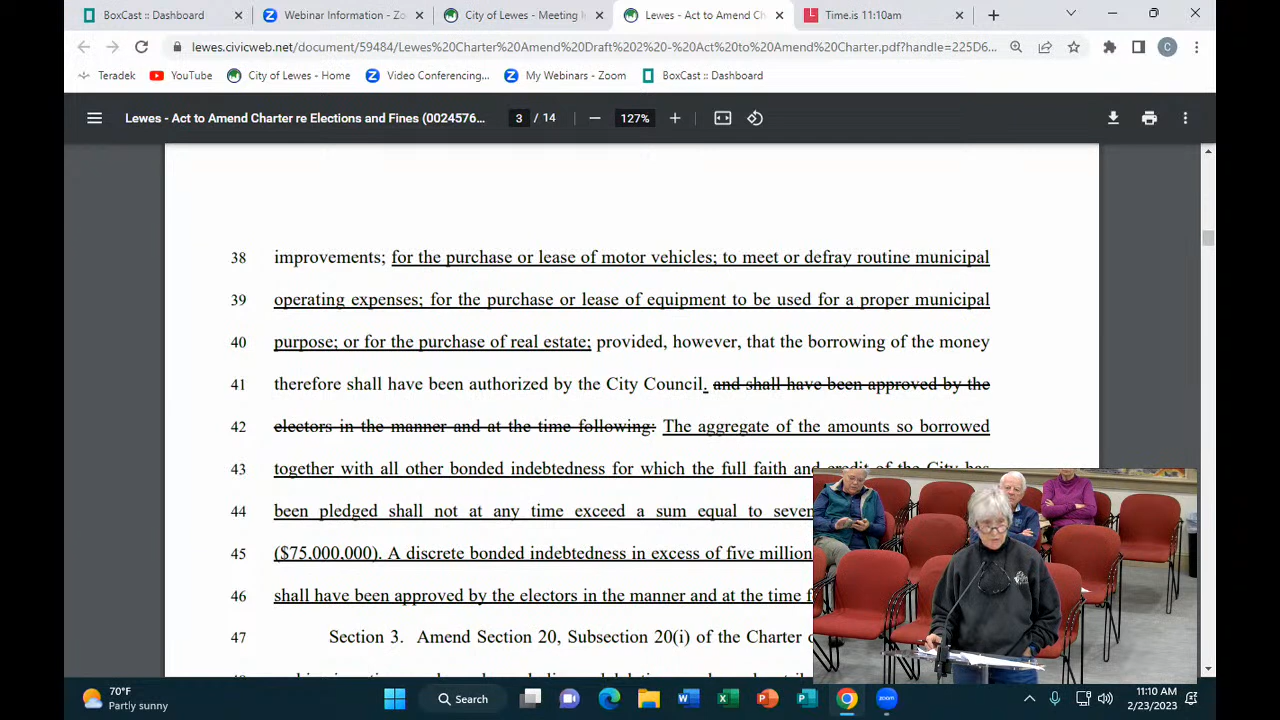 BoxCast :: Dashboard
Webinar Information - Zo
City of Lewes - Meeting I
Lewes - Act to Amend Ch
Time.is 11:10am
lewes.civicweb.net/document/59484/Lewes%20Charter%20Amend%20Draft%202%20-%20Act%20to%20Amend%20Charter.pdf?handle=225D6...
C
Teradek
YouTube
City of Lewes - Home
Video Conferencing...
My Webinars - Zoom
BoxCast :: Dashboard
Lewes - Act to Amend Charter re Elections and Fines (0024576...
3 / 14
127%
38 improvements; for the purchase or lease of motor vehicles; to meet or defray routine municipal
39 operating expenses; for the purchase or lease of equipment to be used for a proper municipal
40 purpose; or for the purchase of real estate; provided, however, that the borrowing of the money
41 therefore shall have been authorized by the City Council. and shall have been approved by the
42 electors in the manner and at the time following: The aggregate of the amounts so borrowed
43 together with all other bonded indebtedness for which the full faith and credit of the City has
44 been pledged shall not at any time exceed a sum equal to seven
45 ($75,000,000). A discrete bonded indebtedness in excess of five million
46 shall have been approved by the electors in the manner and at the time f
47 Section 3. Amend Section 20, Subsection 20(i) of the Charter
70°F
Partly sunny
Search
zoom
11:10 AM
2/23/2023